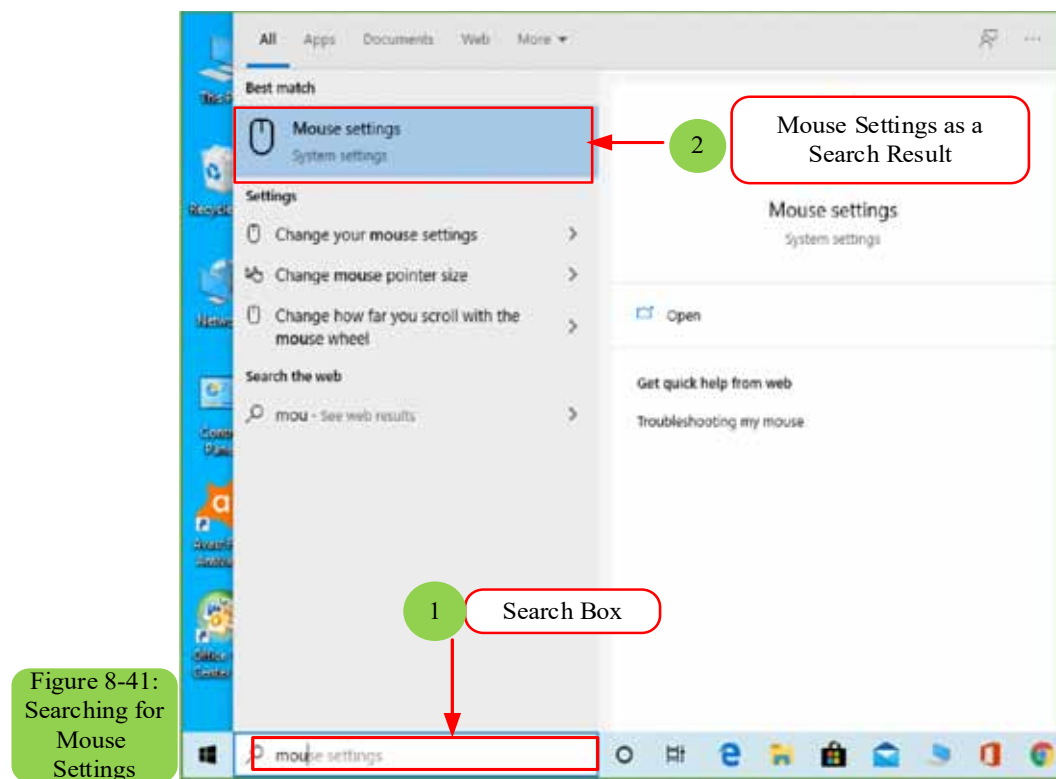 All Apps Documents Web More
Best match
Mouse settings
System settings
2
Mouse Settings as a
Search Result
Settings
Change your mouse settings
Change mouse pointer size
Change how far you scroll with the
mouse wheel
Search the web
mou - See web results
Mouse settings
System settings
Open
Get quick help from web
Troubleshooting my mouse
1
Search Box
mouse settings
Figure 8-41:
Searching for
Mouse
Settings